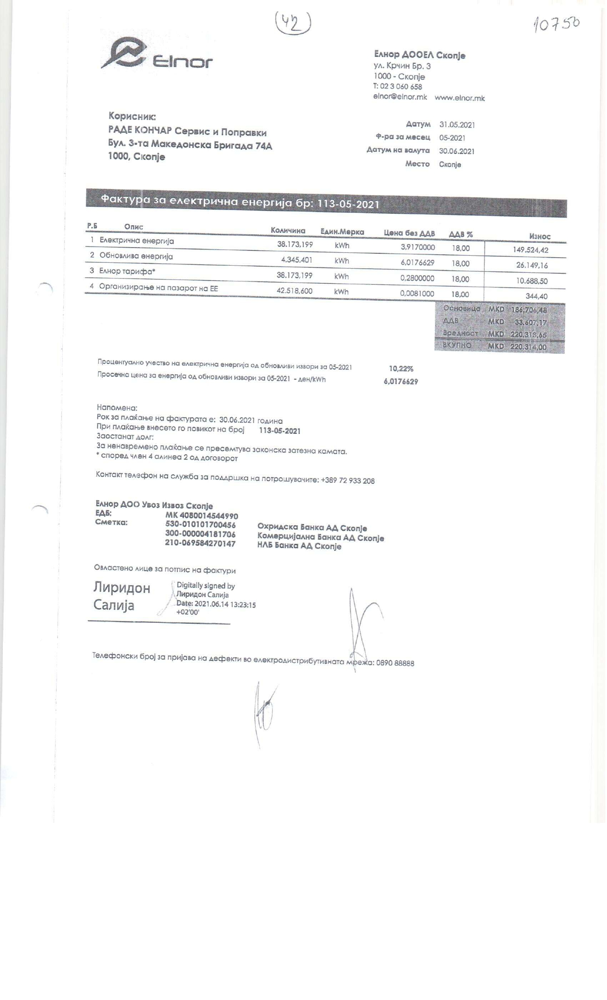 (42)
10750
Elnor
Елнор ДООЕЛ Скопје
ул. Крчин Бр. 3
1000 - Скопје
Т: 02 3 060 658
elnor@elnor.mk www.elnor.mk
Корисник:
РАДЕ КОНЧАР Сервис и Поправки
Бул. 3-та Македонска Бригада 74А
1000, Скопје
Датум 31.05.2021
Ф-ра за месец 05-2021
Датум на валута 30.06.2021
Место Скопје
Фактура за електрична енергија бр: 113-05-2021
Р.Б Опис Количина Един.Мерка Цена без ДДВ ДДВ % Износ
1 Електрична енергија 38.173,199 kWh 3,9170000 18,00 149.524,42
2 Обновлива енергија 4.345,401 kWh 6,0176629 18,00 26.149,16
3 Елнор тарифа* 38.173,199 kWh 0,2800000 18,00 10.688,50
4 Организирање на пазарот на ЕЕ 42.518,600 kWh 0,0081000 18,00 344,40
Основица MKD 186.706,48
ДДВ MKD 33.607,17
Вредност MKD 220.313,65
ВКУПНО MKD 220.314,00
Процентуално учество на електрична енергија од обновливи извори за 05-2021 10,22%
Просечна цена за енергија од обновливи извори за 05-2021 - ден/kWh 6,0176629
Напомена:
Рок за плаќање на фактурата е: 30.06.2021 година
При плаќање внесето го повикот на број 113-05-2021
Заостанат долг:
За ненавремено плаќање се пресемтува законска затезна камата.
* според член 4 алинеа 2 од договорот
Контакт телефон на служба за поддршка на потрошувачите: +389 72 933 208
Елнор ДОО Увоз Извоз Скопје
ЕДБ: МК 4080014544990
Сметка: 530-010101700456 Охридска Банка АД Скопје
300-000004181706 Комерцијална Банка АД Скопје
210-069584270147 НЛБ Банка АД Скопје
Овластено лице за потпис на фактури
Лиридон
Салија
Digitally signed by
Лиридон Салија
Date: 2021.06.14 13:23:15
+02'00'
Телефонски број за пријава на дефекти во електродистрибутивната мрежа: 0890 88888